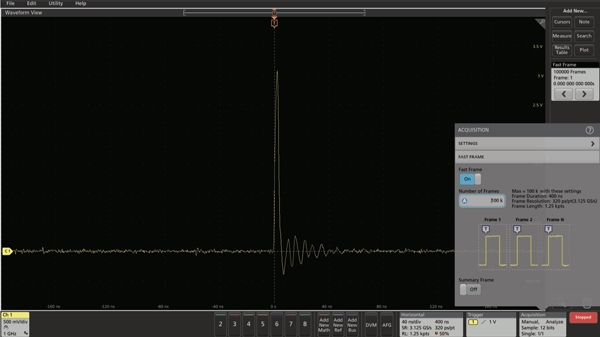 File Edit Utility Help
Waveform View
Add New...
Cursors Note
Measure Search
Results Table Plot
Fast Frame
100000 Frames
Frame: 1
0.000 000 000 000s
3.5 V
3 V
2.5 V
ACQUISITION
SETTINGS
FAST FRAME
Fast Frame
On
Number of Frames
100 k
Max = 100 k with these settings
Frame Duration: 400 ns
Frame Resolution: 320 ps/pt(3.125 GS/s)
Frame Length: 1.25 kpts
Frame 1 Frame 2 Frame N
Summary Frame
Off
C1
-160 ns -120 ns -80 ns -40 ns 0 s 40 ns 80 ns
Ch 1
500 mV/div
1 GHz
2 3 4 5 6 7 8
Add New Math
Add New Ref
Add New Bus
DVM AFG
Horizontal
40 ns/div 400 ns
SR: 3.125 GS/s 320 ps/pt
RL: 1.25 kpts 50%
Trigger
1 1 V
Acquisition
Manual, Analyze
Sample: 12 bits
Single: 1/1
Stopped